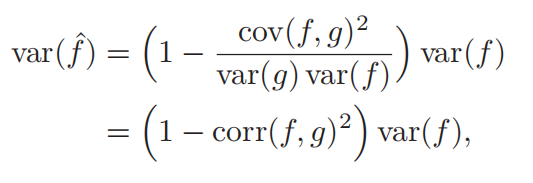 var(f̂) = (1 − cov(f, g)² / (var(g) var(f))) var(f)
= (1 − corr(f, g)²) var(f),